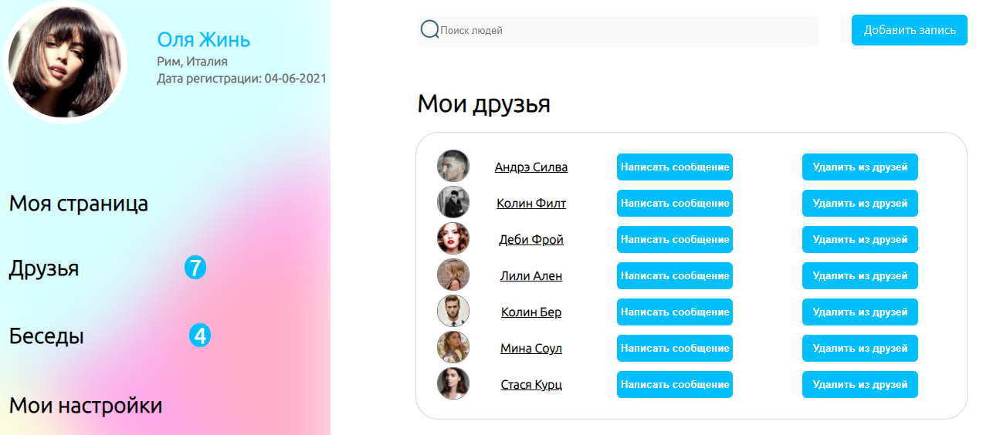 Оля Жинь
Рим, Италия
Дата регистрации: 04-06-2021
Моя страница
Друзья 7
Беседы 4
Мои настройки
Поиск людей
Добавить запись
Мои друзья
Андрэ Силва Написать сообщение Удалить из друзей
Колин Филт Написать сообщение Удалить из друзей
Деби Фрой Написать сообщение Удалить из друзей
Лили Ален Написать сообщение Удалить из друзей
Колин Бер Написать сообщение Удалить из друзей
Мина Соул Написать сообщение Удалить из друзей
Стася Курц Написать сообщение Удалить из друзей